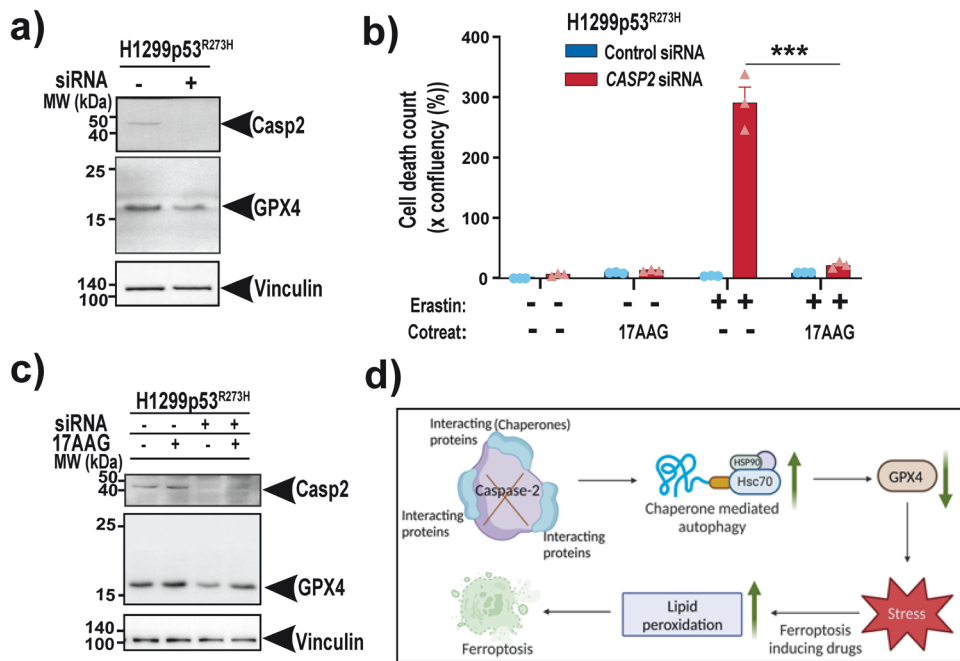 a)
H1299p53R273H
siRNA - +
MW (kDa)
50
40
Casp2
25
15
GPX4
140
100
Vinculin
b)
H1299p53R273H
Control siRNA
CASP2 siRNA
***
Cell death count
(x confluency (%))
400
300
200
100
0
Erastin: - - - - + + + +
Cotreat: - - 17AAG - - 17AAG
c)
H1299p53R273H
siRNA - - + +
17AAG - + - +
MW (kDa)
50
40
Casp2
25
15
GPX4
140
100
Vinculin
d)
Interacting (Chaperones)
proteins
Caspase-2
Interacting
proteins
Interacting
proteins
HSP90
Hsc70
Chaperone mediated
autophagy
GPX4
Stress
Ferroptosis
inducing drugs
Lipid
peroxidation
Ferroptosis